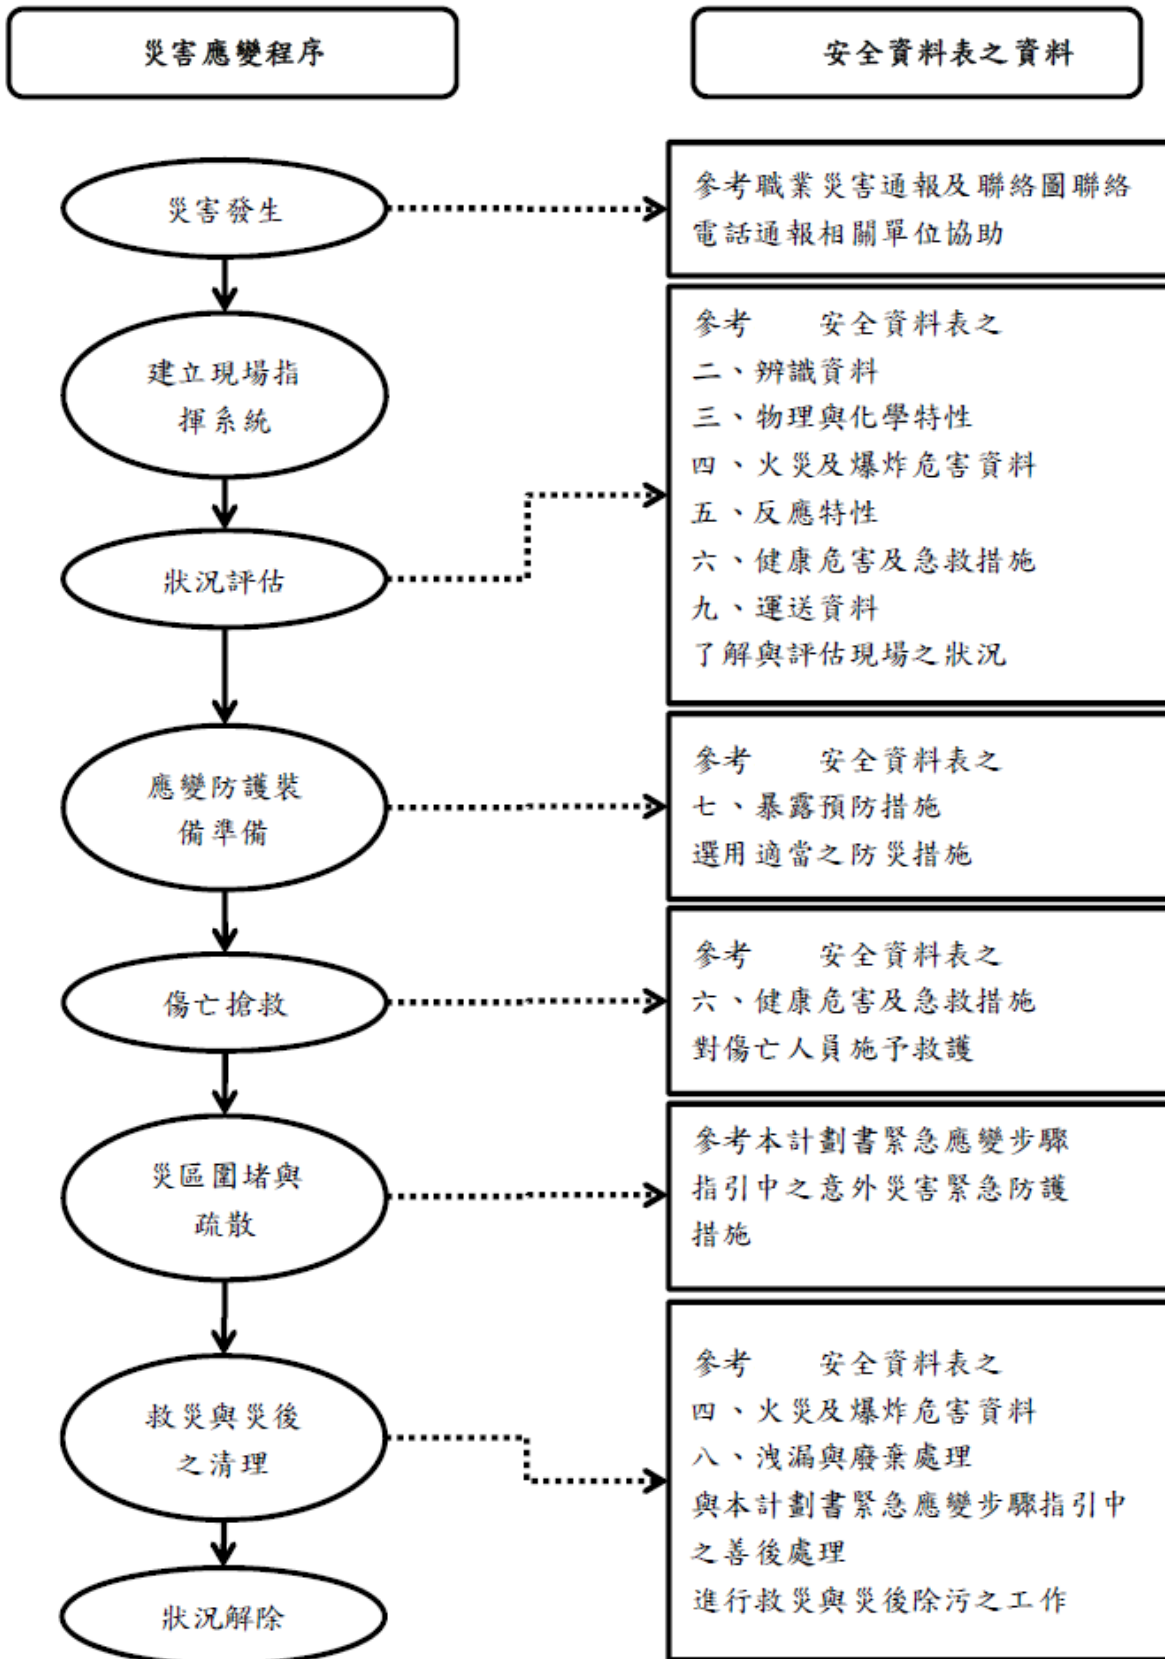 災害應變程序
安全資料表之資料
災害發生
參考職業災害通報及聯絡圖聯絡
電話通報相關單位協助
建立現場指
揮系統
狀況評估
參考 安全資料表之
二、辨識資料
三、物理與化學特性
四、火災及爆炸危害資料
五、反應特性
六、健康危害及急救措施
九、運送資料
了解與評估現場之狀況
應變防護裝
備準備
參考 安全資料表之
七、暴露預防措施
選用適當之防災措施
傷亡搶救
參考 安全資料表之
六、健康危害及急救措施
對傷亡人員施予救護
災區圍堵與
疏散
參考本計劃書緊急應變步驟
指引中之意外災害緊急防護
措施
救災與災後
之清理
參考 安全資料表之
四、火災及爆炸危害資料
八、洩漏與廢棄處理
與本計劃書緊急應變步驟指引中
之善後處理
進行救災與災後除污之工作
狀況解除